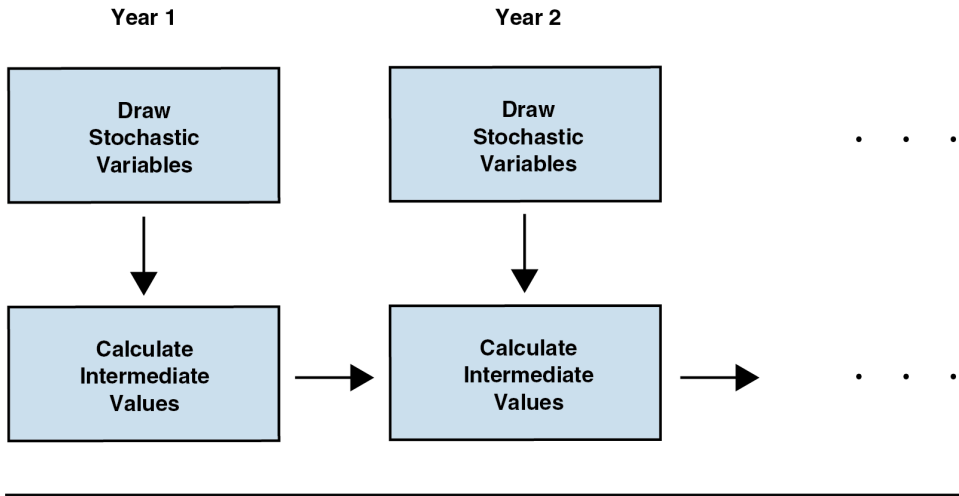 Year 1
Year 2
Draw
Stochastic
Variables
Draw
Stochastic
Variables
. . .
Calculate
Intermediate
Values
Calculate
Intermediate
Values
. . .